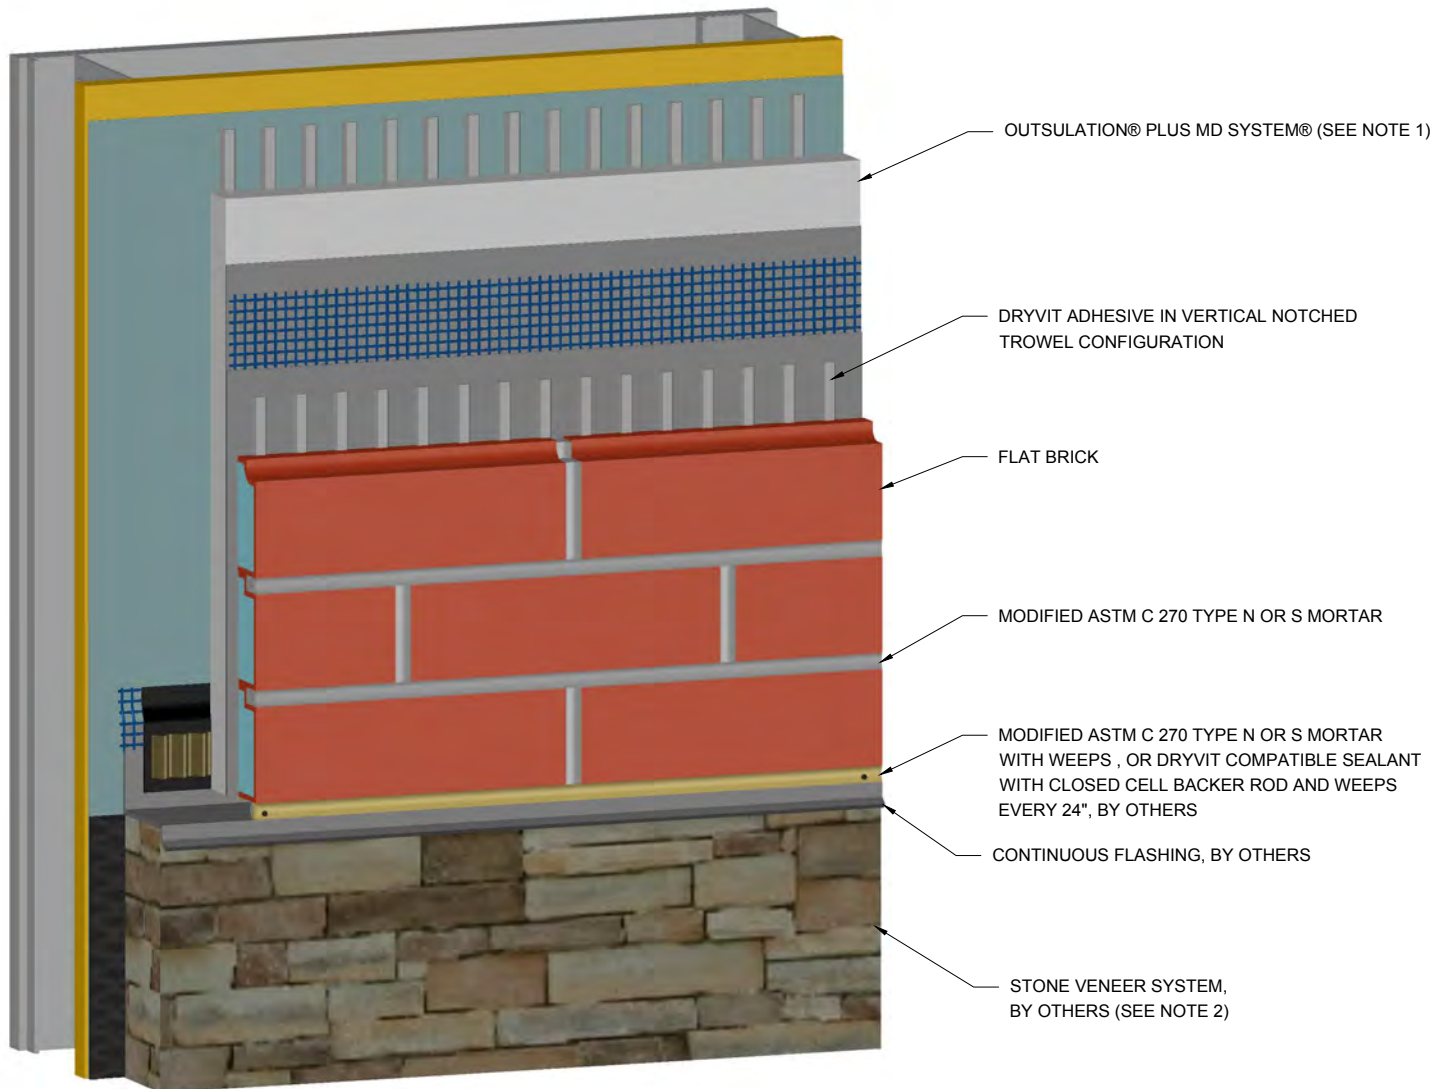 OUTSULATION® PLUS MD SYSTEM® (SEE NOTE 1)
DRYVIT ADHESIVE IN VERTICAL NOTCHED
TROWEL CONFIGURATION
FLAT BRICK
MODIFIED ASTM C 270 TYPE N OR S MORTAR
MODIFIED ASTM C 270 TYPE N OR S MORTAR
WITH WEEPS , OR DRYVIT COMPATIBLE SEALANT
WITH CLOSED CELL BACKER ROD AND WEEPS
EVERY 24", BY OTHERS
CONTINUOUS FLASHING, BY OTHERS
STONE VENEER SYSTEM,
BY OTHERS (SEE NOTE 2)